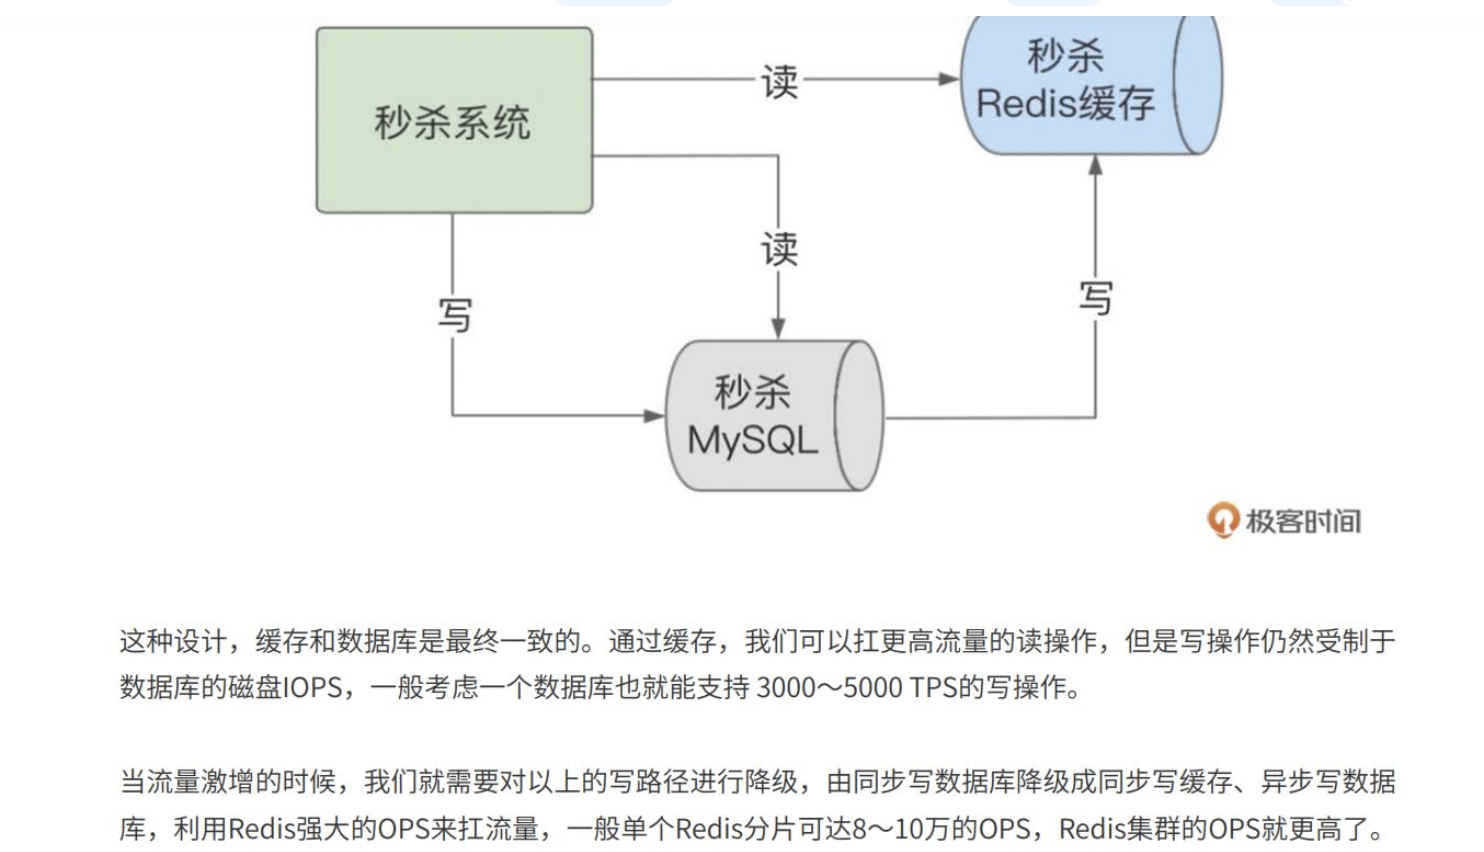 秒杀
Redis缓存
读
秒杀系统
读
写
写
秒杀
MySQL
极客时间
这种设计，缓存和数据库是最终一致的。通过缓存，我们可以扛更高流量的读操作，但是写操作仍然受制于
数据库的磁盘IOPS，一般考虑一个数据库也就能支持 3000～5000 TPS的写操作。
当流量激增的时候，我们就需要对以上的写路径进行降级，由同步写数据库降级成同步写缓存、异步写数据
库，利用Redis强大的OPS来扛流量，一般单个Redis分片可达8～10万的OPS，Redis集群的OPS就更高了。